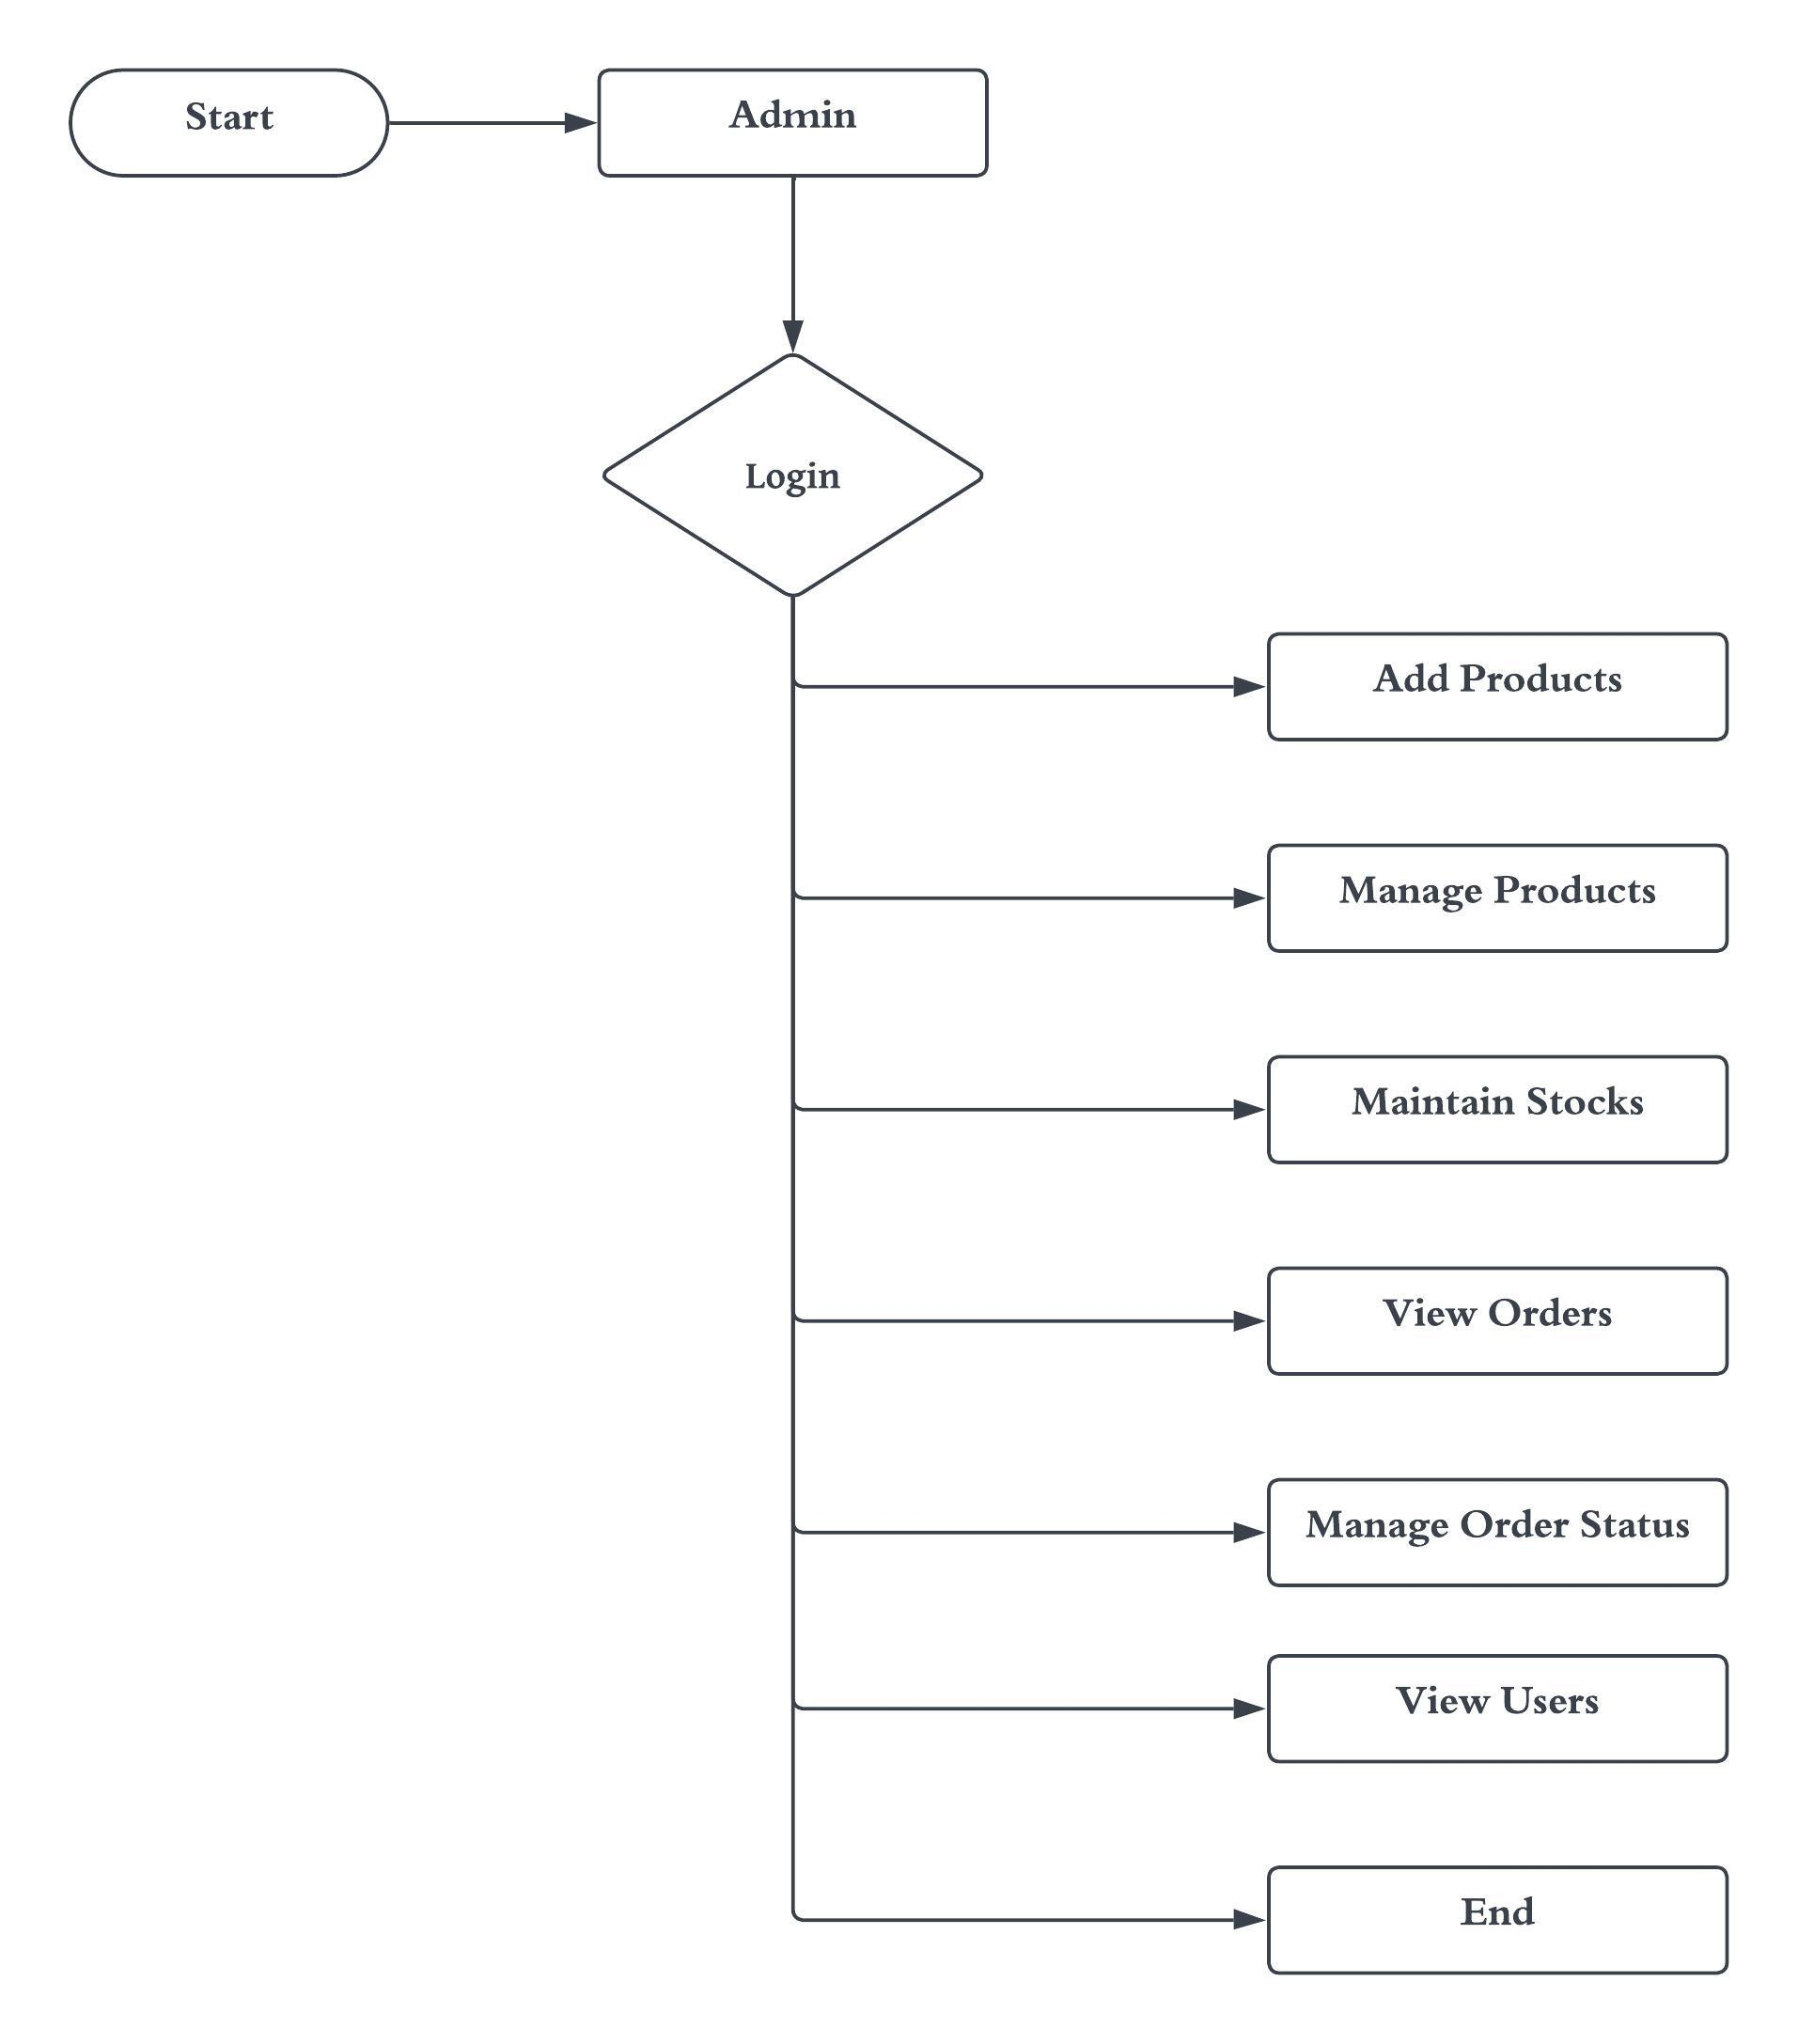 Start
Admin
Login
Add Products
Manage Products
Maintain Stocks
View Orders
Manage Order Status
View Users
End